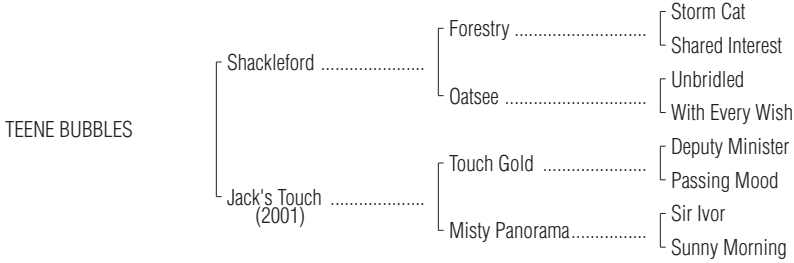 Storm Cat
Forestry ............................
Shared Interest
Shackleford ......................
Unbridled
Oatsee ..............................
With Every Wish
TEENE BUBBLES
Deputy Minister
Touch Gold ......................
Passing Mood
Jack's Touch ....................
(2001)
Sir Ivor
Misty Panorama................
Sunny Morning